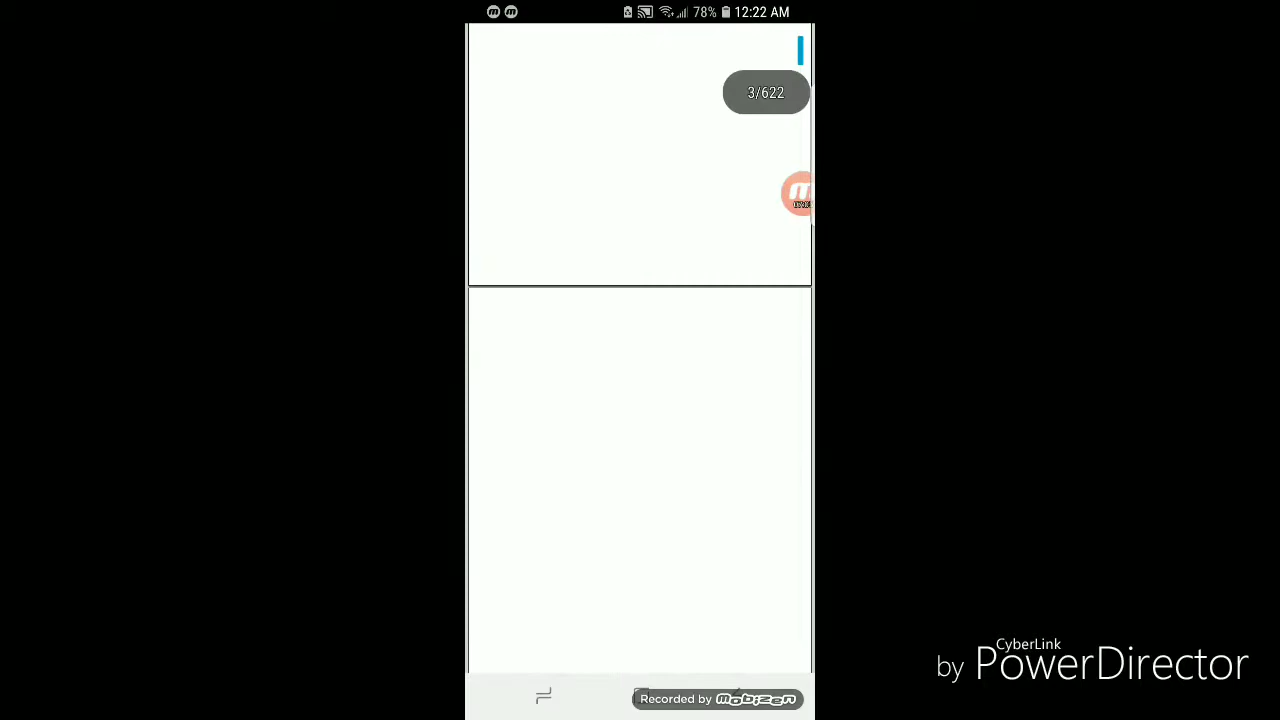 78% 12:22 AM
3/622
CyberLink
by PowerDirector
Recorded by mobizen